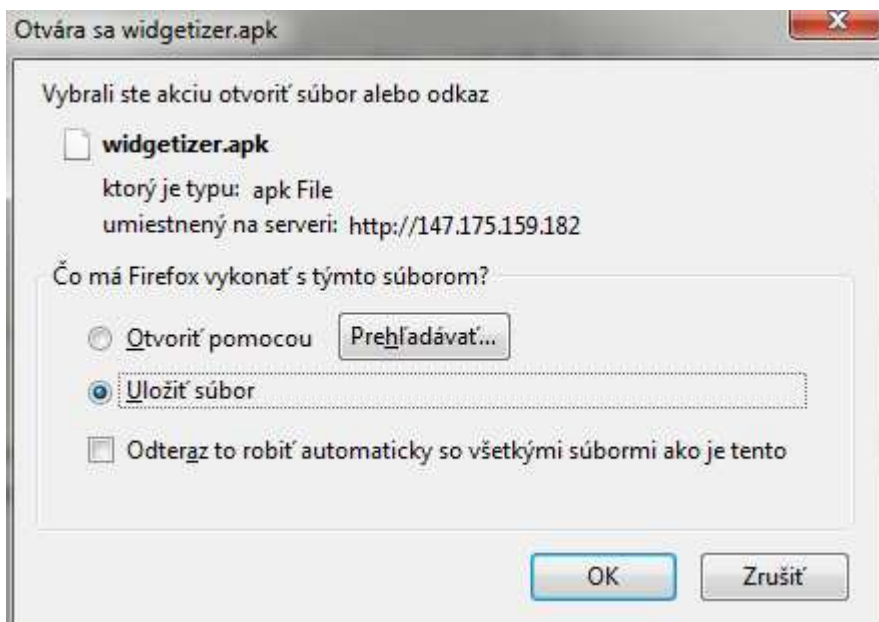 Otvára sa widgetizer.apk
Vybrali ste akciu otvoriť súbor alebo odkaz
widgetizer.apk
ktorý je typu: apk File
umiestnený na serveri: http://147.175.159.182
Čo má Firefox vykonať s týmto súborom?
Otvoriť pomocou Prehľadávať...
Uložiť súbor
Odteraz to robiť automaticky so všetkými súbormi ako je tento
OK Zrušiť